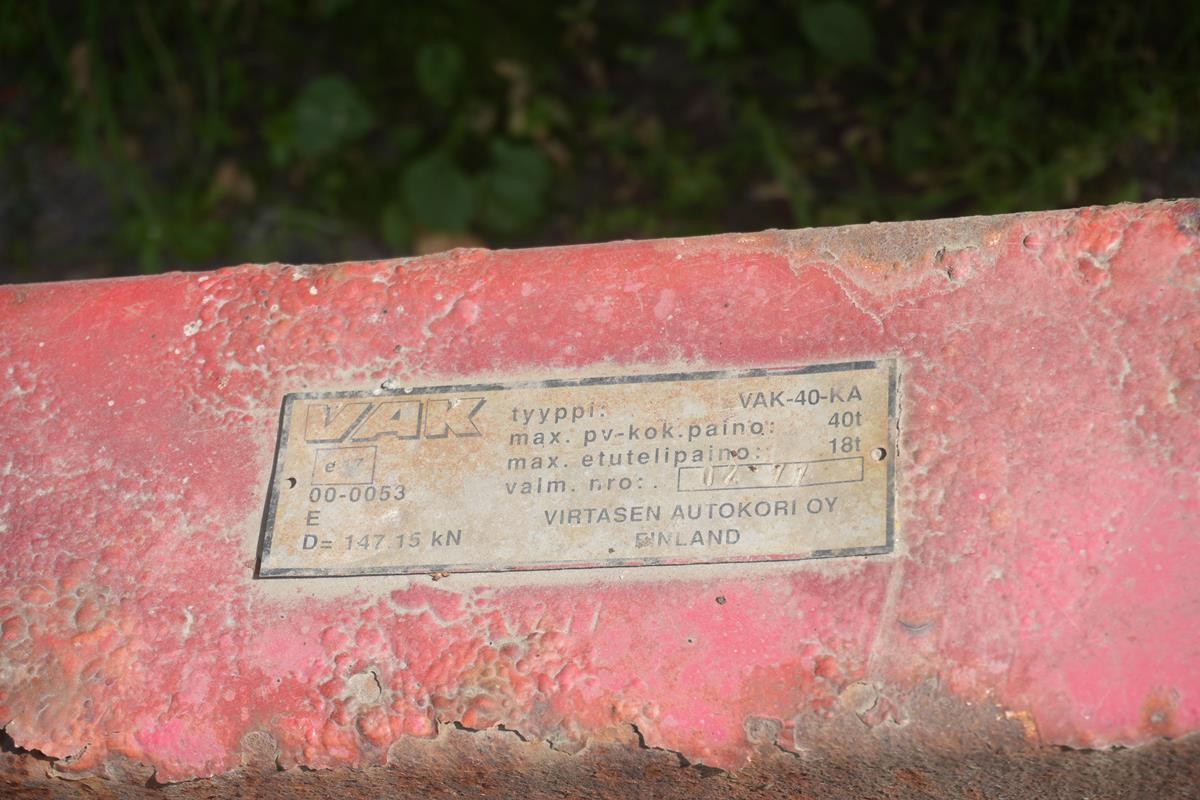 VAK
e 17
00-0053
E
D= 147.15 kN
tyyppi: VAK-40-KA
max. pv-kok.paino: 40t
max. etutelipaino: 18t
valm. nro:
VIRTASEN AUTOKORI OY
FINLAND